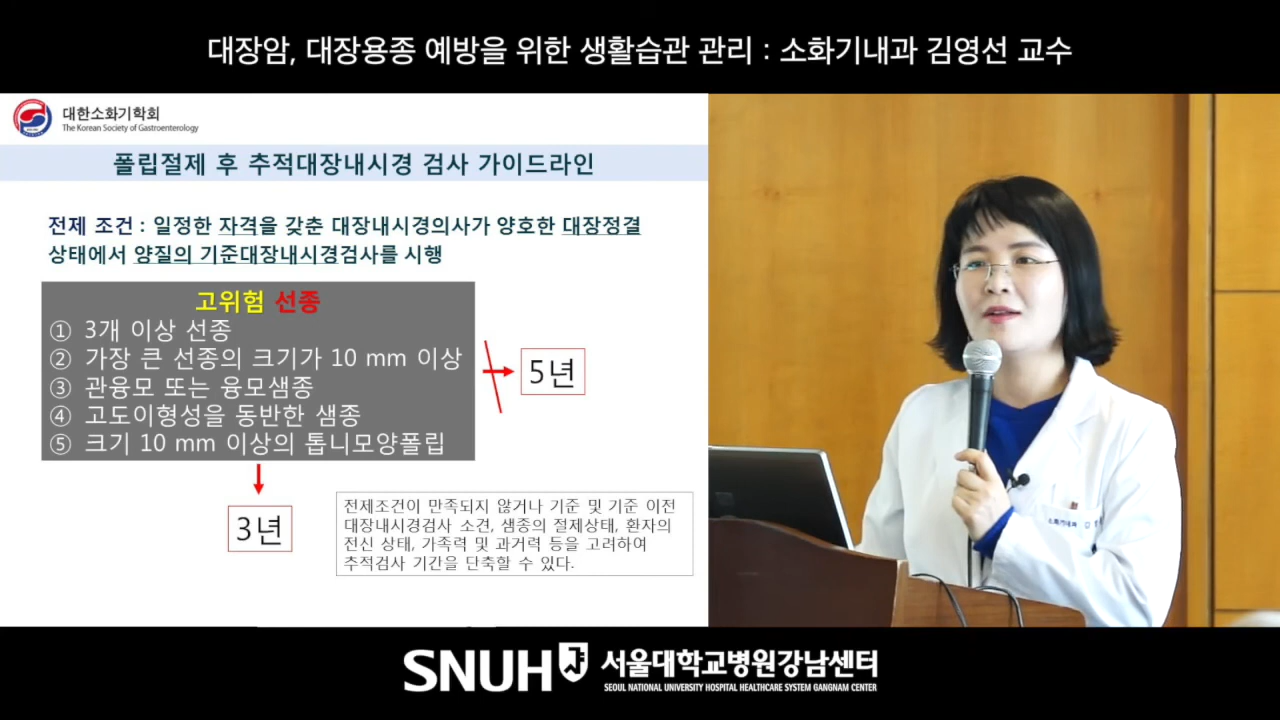 대장암, 대장용종 예방을 위한 생활습관 관리 : 소화기내과 김영선 교수
대한소화기학회
The Korean Society of Gastroenterology
폴립절제 후 추적대장내시경 검사 가이드라인
전제 조건 : 일정한 자격을 갖춘 대장내시경의사가 양호한 대장정결
상태에서 양질의 기준대장내시경검사를 시행
고위험 선종
① 3개 이상 선종
② 가장 큰 선종의 크기가 10 mm 이상
③ 관융모 또는 융모샘종
④ 고도이형성을 동반한 샘종
⑤ 크기 10 mm 이상의 톱니모양폴립
5년
3년
전제조건이 만족되지 않거나 기준 및 기준 이전
대장내시경검사 소견, 샘종의 절제상태, 환자의
전신 상태, 가족력 및 과거력 등을 고려하여
추적검사 기간을 단축할 수 있다.
소화기내과
SNUH 서울대학교병원강남센터
SEOUL NATIONAL UNIVERSITY HOSPITAL HEALTHCARE SYSTEM GANGNAM CENTER